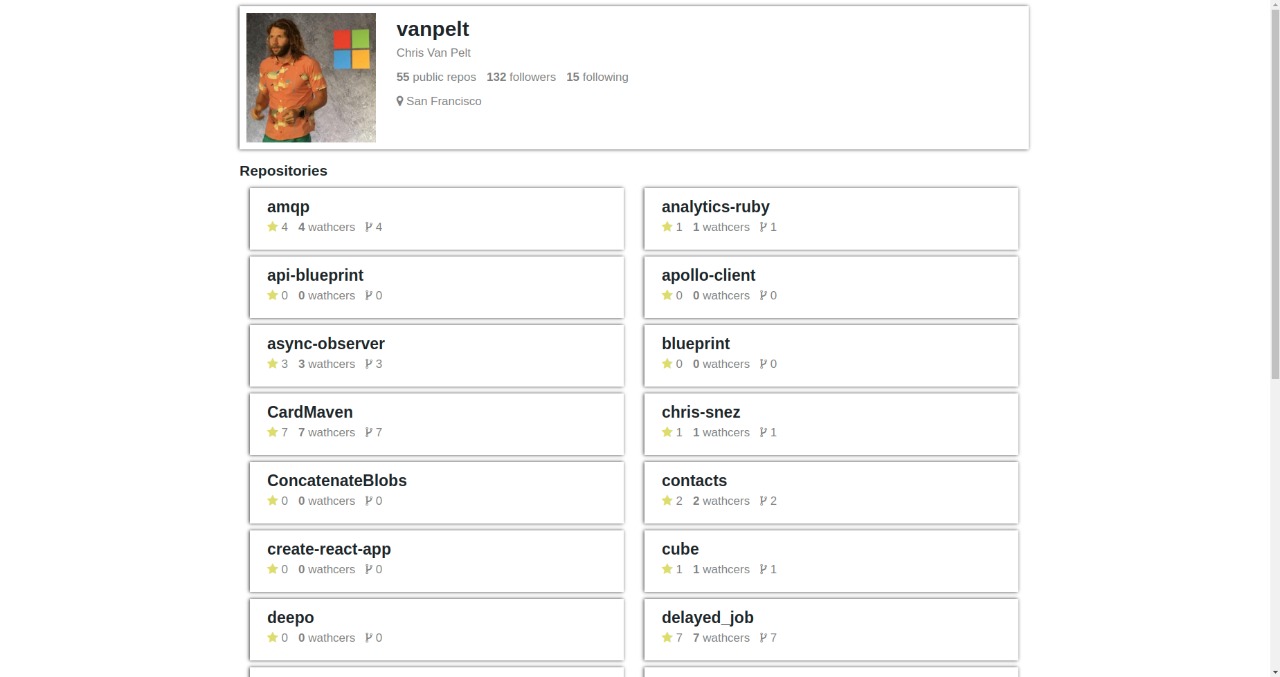 vanpelt
Chris Van Pelt
55 public repos 132 followers 15 following
San Francisco
Repositories
amqp
4 4 wathcers 4
analytics-ruby
1 1 wathcers 1
api-blueprint
0 0 wathcers 0
apollo-client
0 0 wathcers 0
async-observer
3 3 wathcers 3
blueprint
0 0 wathcers 0
CardMaven
7 7 wathcers 7
chris-snez
1 1 wathcers 1
ConcatenateBlobs
0 0 wathcers 0
contacts
2 2 wathcers 2
create-react-app
0 0 wathcers 0
cube
1 1 wathcers 1
deepo
0 0 wathcers 0
delayed_job
7 7 wathcers 7